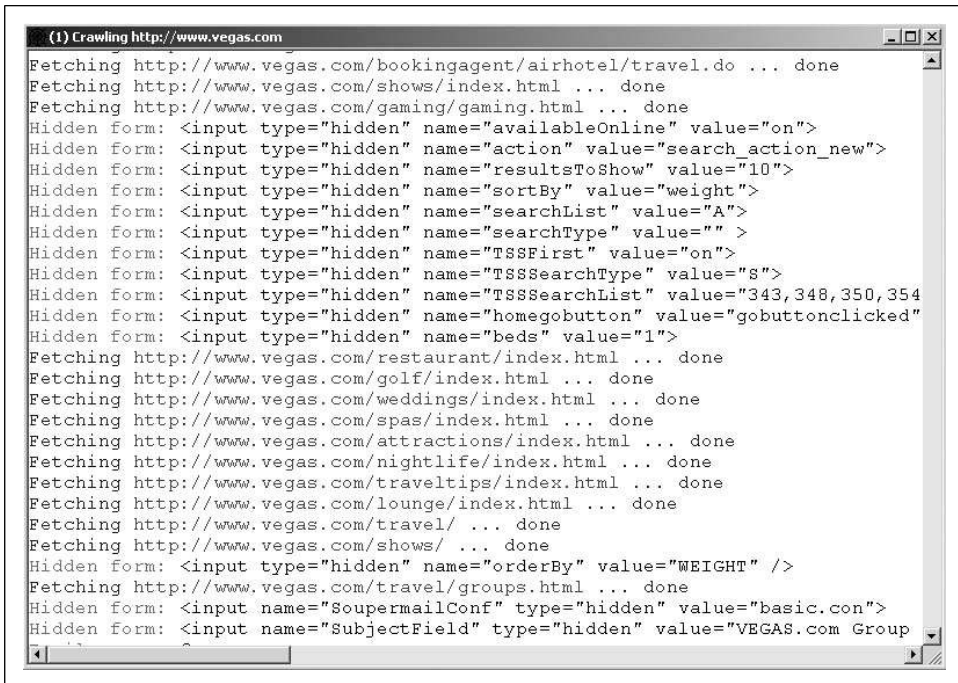 (1) Crawling http://www.vegas.com
Fetching http://www.vegas.com/bookingagent/airhotel/travel.do ... done
Fetching http://www.vegas.com/shows/index.html ... done
Fetching http://www.vegas.com/gaming/gaming.html ... done
Hidden form: <input type="hidden" name="availableOnline" value="on">
Hidden form: <input type="hidden" name="action" value="search_action_new">
Hidden form: <input type="hidden" name="resultsToShow" value="10">
Hidden form: <input type="hidden" name="sortBy" value="weight">
Hidden form: <input type="hidden" name="searchList" value="A">
Hidden form: <input type="hidden" name="searchType" value="" >
Hidden form: <input type="hidden" name="TSSFirst" value="on">
Hidden form: <input type="hidden" name="TSSSearchType" value="S">
Hidden form: <input type="hidden" name="TSSSearchList" value="343,348,350,354
Hidden form: <input type="hidden" name="homegobutton" value="gobuttonclicked"
Hidden form: <input type="hidden" name="beds" value="1">
Fetching http://www.vegas.com/restaurant/index.html ... done
Fetching http://www.vegas.com/golf/index.html ... done
Fetching http://www.vegas.com/weddings/index.html ... done
Fetching http://www.vegas.com/spas/index.html ... done
Fetching http://www.vegas.com/attractions/index.html ... done
Fetching http://www.vegas.com/nightlife/index.html ... done
Fetching http://www.vegas.com/traveltips/index.html ... done
Fetching http://www.vegas.com/lounge/index.html ... done
Fetching http://www.vegas.com/travel/ ... done
Fetching http://www.vegas.com/shows/ ... done
Hidden form: <input type="hidden" name="orderBy" value="WEIGHT" />
Fetching http://www.vegas.com/travel/groups.html ... done
Hidden form: <input name="SoupermailConf" type="hidden" value="basic.con">
Hidden form: <input name="SubjectField" type="hidden" value="VEGAS.com Group